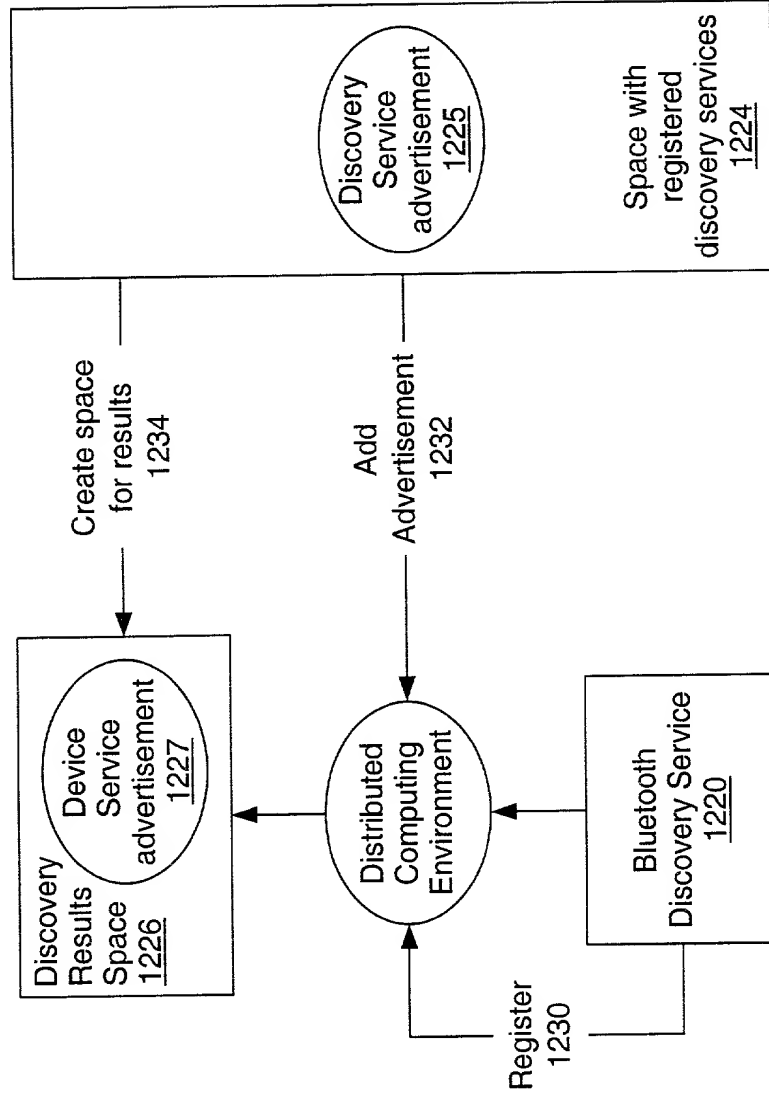 Discovery
Results
Space
1226
Device
Service
advertisement
1227
Create space
for results
1234
Discovery
Service
advertisement
1225
Distributed
Computing
Environment
Add
Advertisement
1232
Register
1230
Bluetooth
Discovery Service
1220
Space with
registered
discovery services
1224